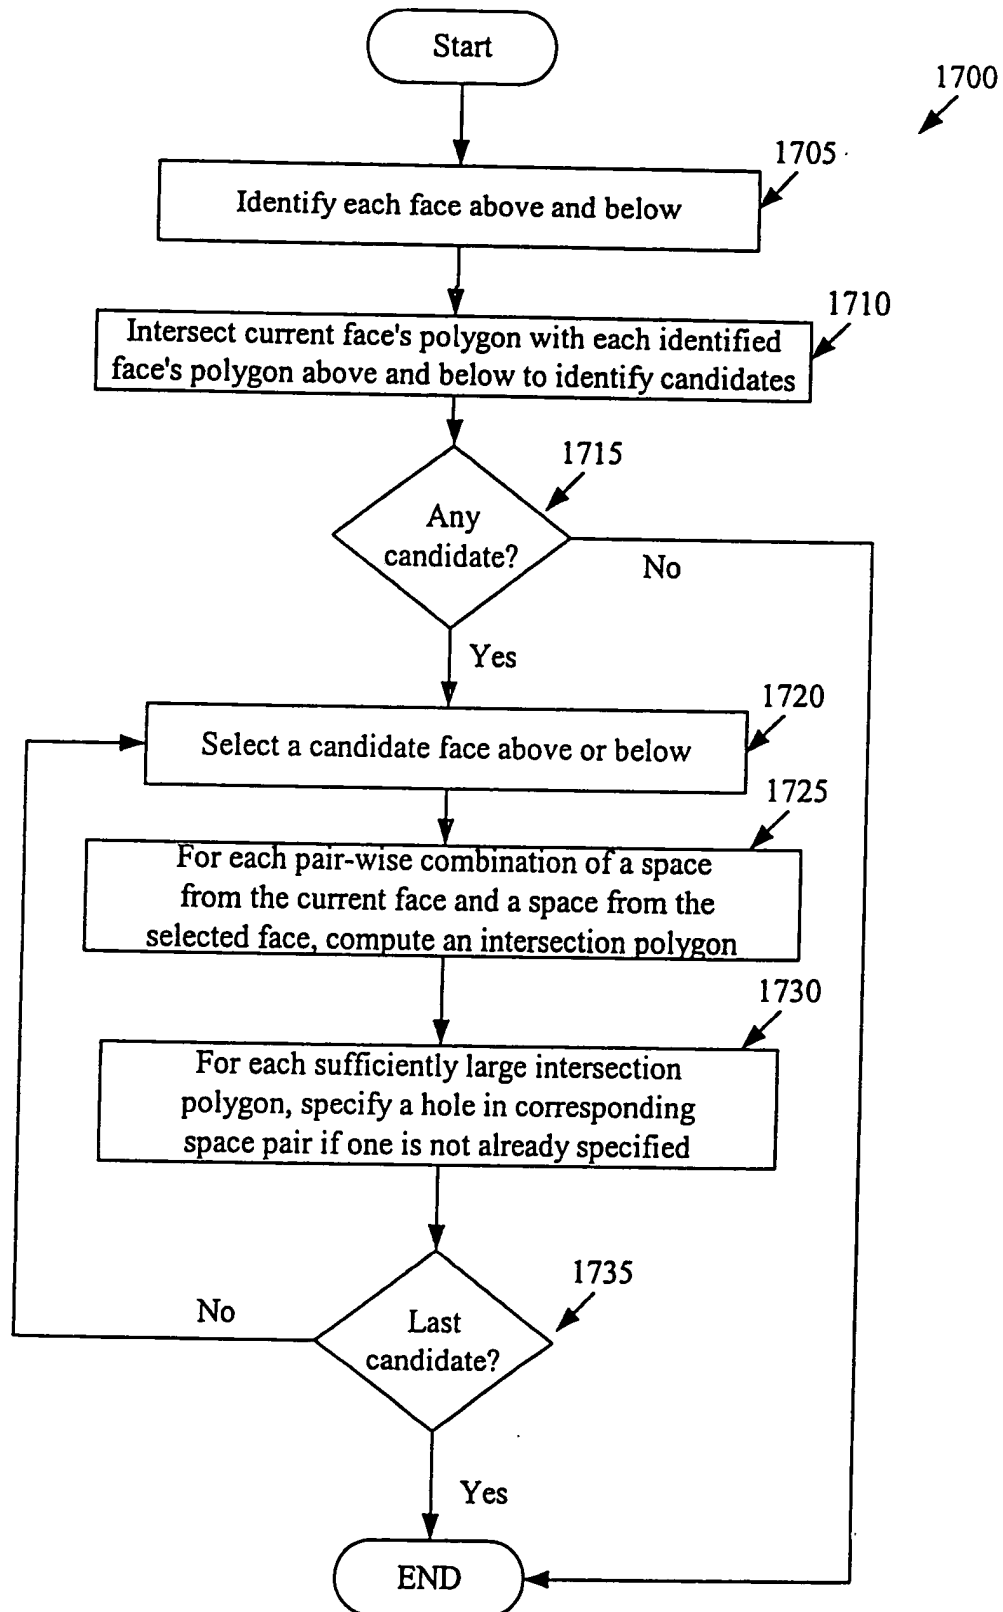 Start
1700
1705
Identify each face above and below
1710
Intersect current face's polygon with each identified
face's polygon above and below to identify candidates
1715
Any
candidate?
No
Yes
1720
Select a candidate face above or below
1725
For each pair-wise combination of a space
from the current face and a space from the
selected face, compute an intersection polygon
1730
For each sufficiently large intersection
polygon, specify a hole in corresponding
space pair if one is not already specified
1735
No
Last
candidate?
Yes
END